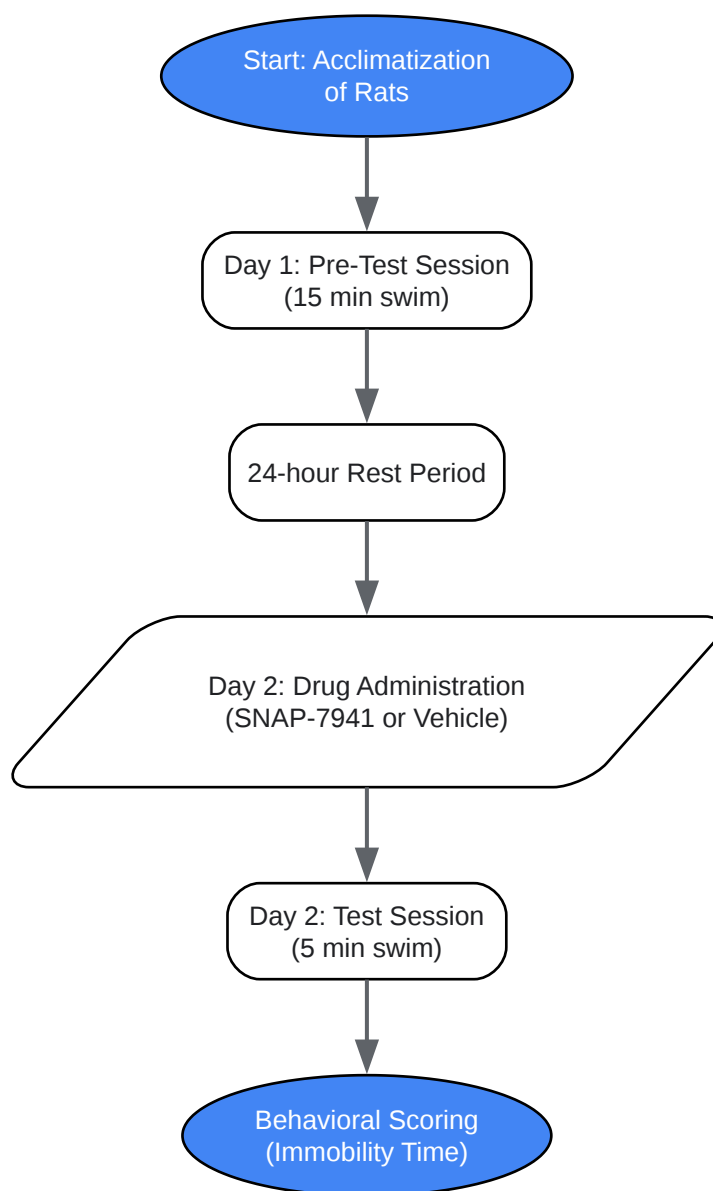 Start: Acclimatization
of Rats
Day 1: Pre-Test Session
(15 min swim)
24-hour Rest Period
Day 2: Drug Administration
(SNAP-7941 or Vehicle)
Day 2: Test Session
(5 min swim)
Behavioral Scoring
(Immobility Time)